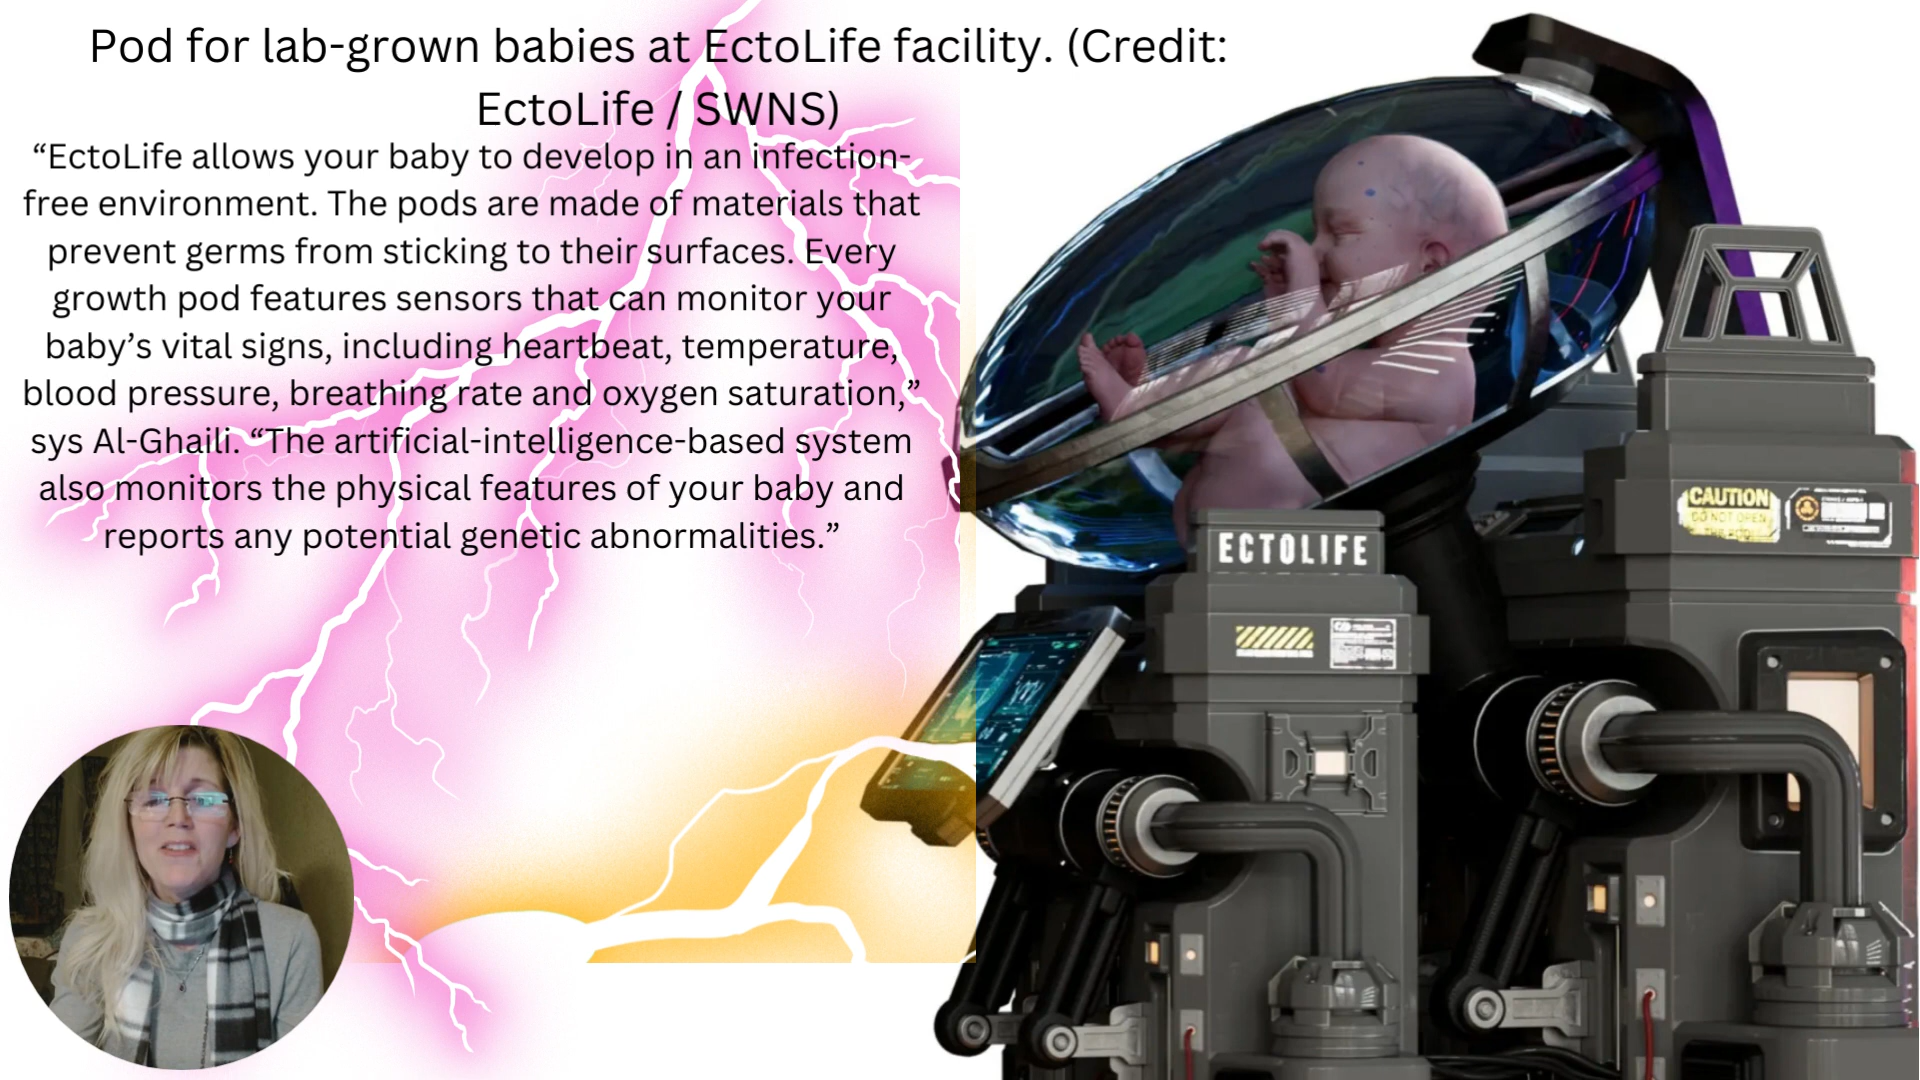 Pod for lab-grown babies at EctoLife facility. (Credit:
EctoLife / SWNS)
“EctoLife allows your baby to develop in an infection-
free environment. The pods are made of materials that
prevent germs from sticking to their surfaces. Every
growth pod features sensors that can monitor your
baby’s vital signs, including heartbeat, temperature,
blood pressure, breathing rate and oxygen saturation,”
sys Al-Ghaili. “The artificial-intelligence-based system
also monitors the physical features of your baby and
reports any potential genetic abnormalities.”
CAUTION
DO NOT OPEN
ECTOLIFE